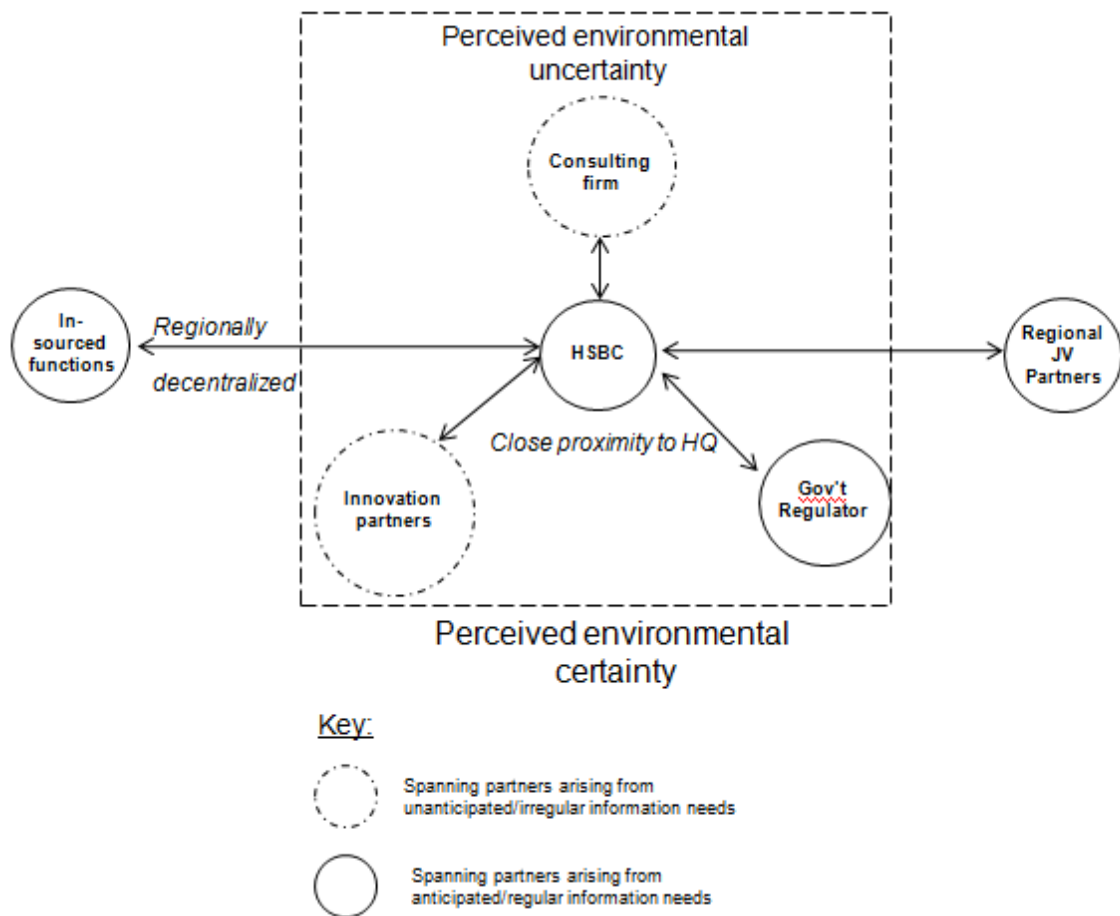 Perceived environmental
uncertainty
Consulting
firm
In-
sourced
functions
Regionally
decentralized
HSBC
Regional
JV
Partners
Close proximity to HQ
Innovation
partners
Gov't
Regulator
Perceived environmental
certainty
Key:
Spanning partners arising from
unanticipated/irregular information needs
Spanning partners arising from
anticipated/regular information needs